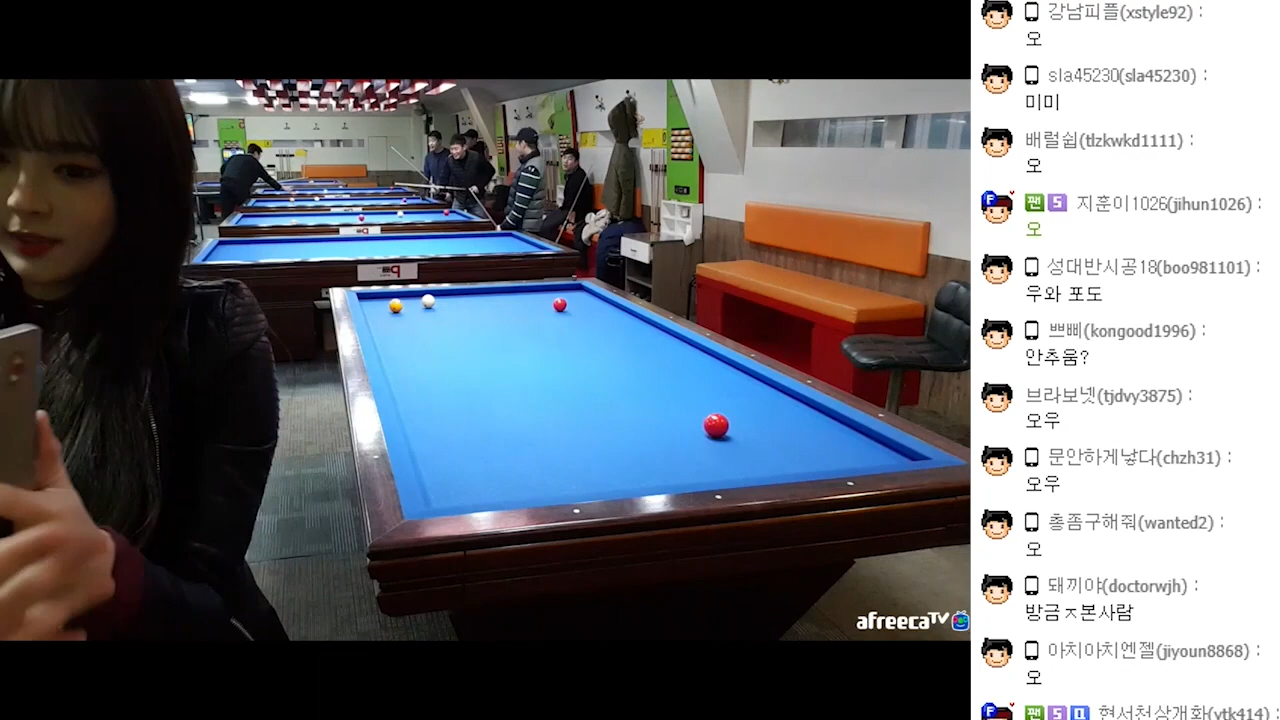 강남피플(xstyle92) :
오
sla45230(sla45230) :
미미
배럴쉽(tlzkwkd1111) :
오
팬 S 지훈이1026(jihun1026) :
오
성대반시공18(boo981101) :
우와 포도
쁘삐(kongood1996) :
안추움?
브라보넷(tjdvy3875) :
오우
문안하게낳다(chzh31) :
오우
총좀구해줘(wanted2) :
오
돼끼야(doctorwjh) :
방금ㅈ본사람
아치아치엔젤(jiyoun8868) :
오
afreecaTV